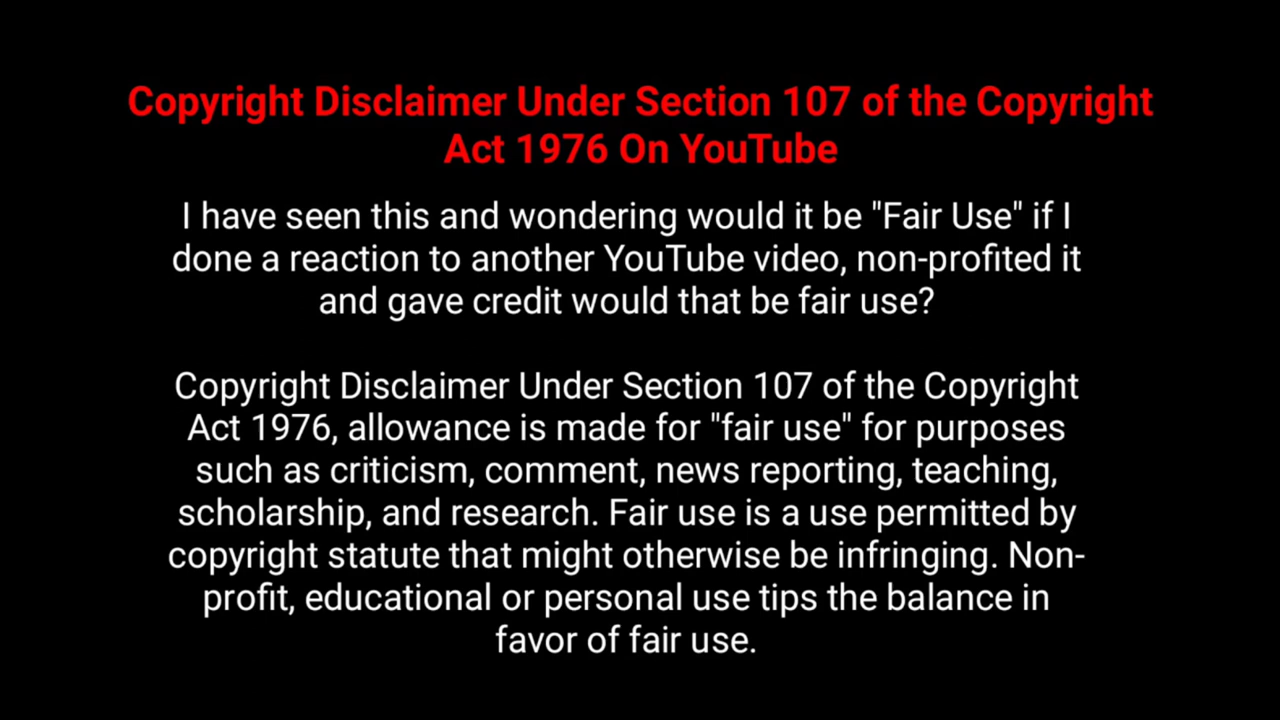 Copyright Disclaimer Under Section 107 of the Copyright
Act 1976 On YouTube
I have seen this and wondering would it be "Fair Use" if I
done a reaction to another YouTube video, non-profited it
and gave credit would that be fair use?
Copyright Disclaimer Under Section 107 of the Copyright
Act 1976, allowance is made for "fair use" for purposes
such as criticism, comment, news reporting, teaching,
scholarship, and research. Fair use is a use permitted by
copyright statute that might otherwise be infringing. Non-
profit, educational or personal use tips the balance in
favor of fair use.